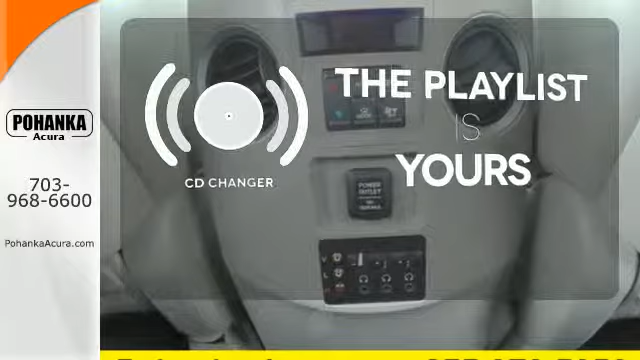 POHANKA
Acura
703-
968-6600
PohankaAcura.com
CD CHANGER
THE PLAYLIST
IS
YOURS
POWER
OUTLET